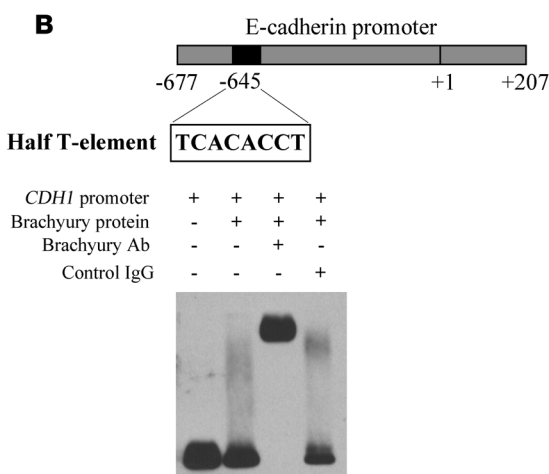 B
E-cadherin promoter
-677 -645 +1 +207
Half T-element TCACACCT
CDH1 promoter + + + +
Brachyury protein - + + +
Brachyury Ab - - + -
Control IgG - - - +